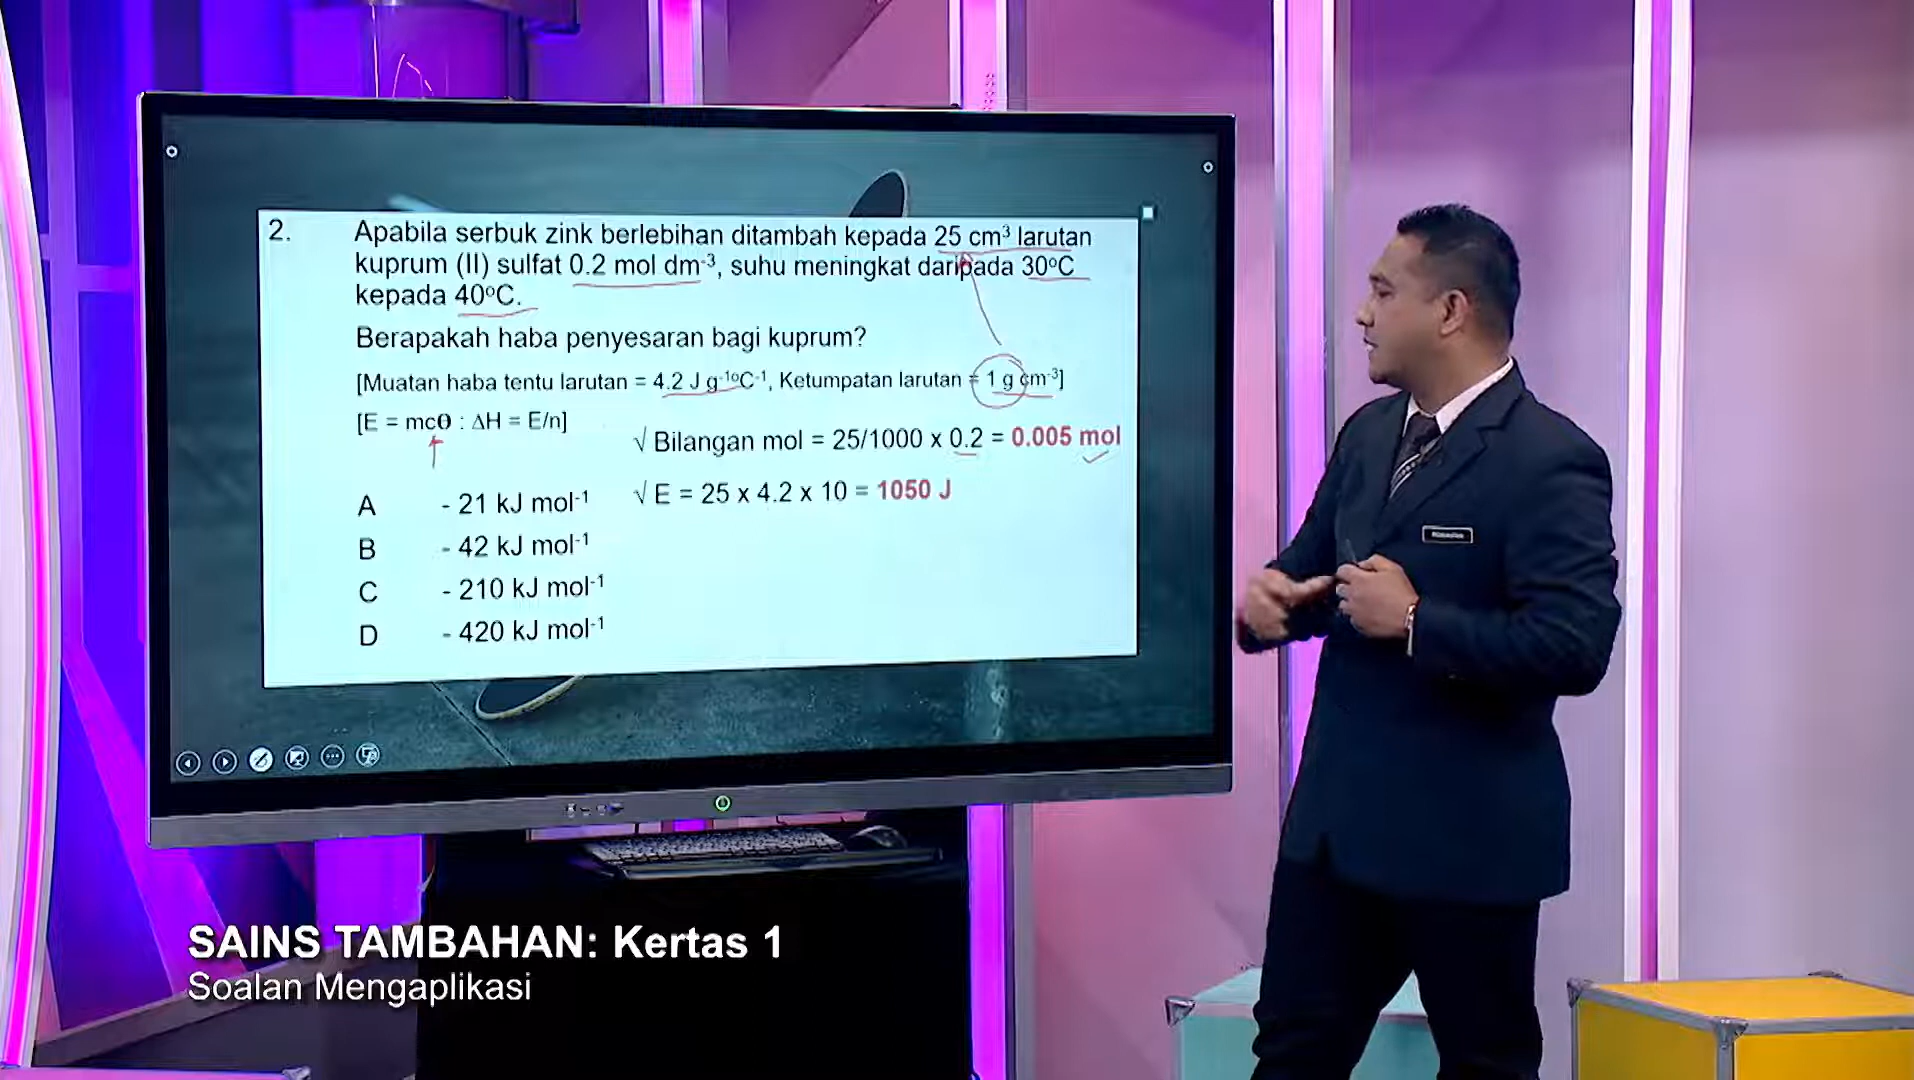 2. Apabila serbuk zink berlebihan ditambah kepada 25 cm³ larutan
kuprum (II) sulfat 0.2 mol dm⁻³, suhu meningkat daripada 30ºC
kepada 40ºC.
Berapakah haba penyesaran bagi kuprum?
[Muatan haba tentu larutan = 4.2 J g⁻¹ºC⁻¹, Ketumpatan larutan = 1 g cm⁻³]
[E = mcθ : ΔH = E/n]
√ Bilangan mol = 25/1000 x 0.2 = 0.005 mol
√ E = 25 x 4.2 x 10 = 1050 J
A - 21 kJ mol⁻¹
B - 42 kJ mol⁻¹
C - 210 kJ mol⁻¹
D - 420 kJ mol⁻¹
SAINS TAMBAHAN: Kertas 1
Soalan Mengaplikasi